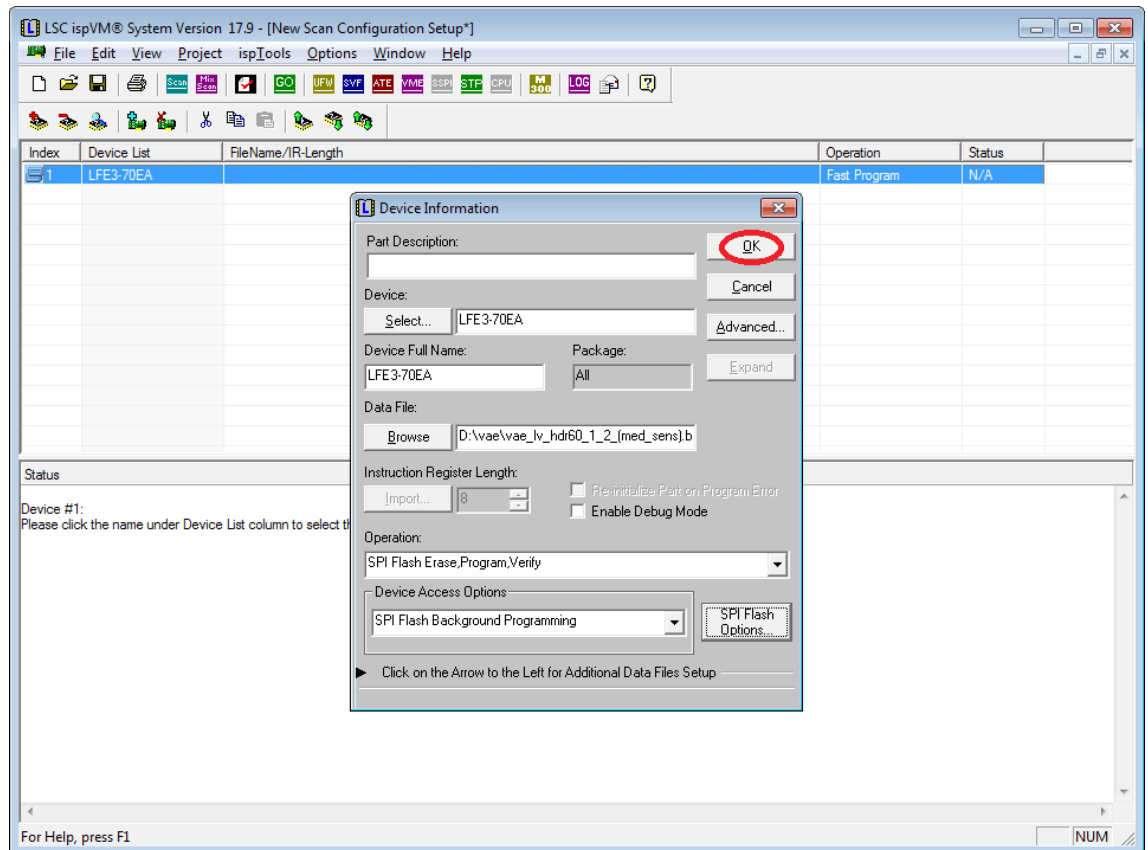 LSC ispVM® System Version 17.9 - [New Scan Configuration Setup*]
File Edit View Project ispTools Options Window Help
Scan Mix Scan GO UFW SVF ATE VME SSPI STP CPU M SOC LOG
Index Device List FileName/IR-Length Operation Status
1 LFE3-70EA Fast Program N/A
Device Information
Part Description:
OK
Cancel
Device:
Select... LFE3-70EA
Advanced...
Device Full Name: Package:
LFE3-70EA All
Expand
Data File:
Browse D:\vae\vae_lv_hdr60_1_2_(med_sens).b
Instruction Register Length:
Import... 8
Re-initialize Part on Program Error
Enable Debug Mode
Operation:
SPI Flash Erase,Program,Verify
Device Access Options
SPI Flash Background Programming
SPI Flash
Options...
Click on the Arrow to the Left for Additional Data Files Setup
Status
Device #1:
Please click the name under Device List column to select th
For Help, press F1
NUM